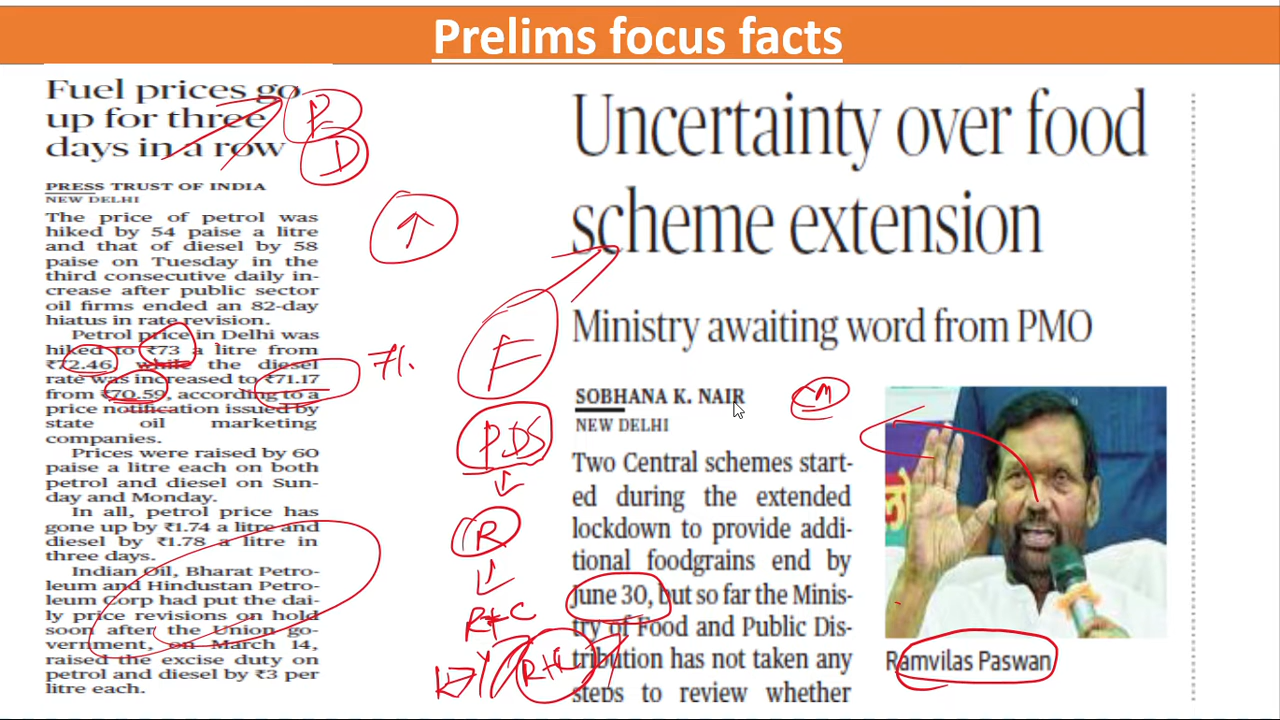 Prelims focus facts
Fuel prices go
up for three
days in a row
PRESS TRUST OF INDIA
NEW DELHI
The price of petrol was
hiked by 54 paise a litre
and that of diesel by 58
paise on Tuesday in the
third consecutive daily in-
crease after public sector
oil firms ended an 82-day
hiatus in rate revision.
Petrol price in Delhi was
hiked to ₹73 a litre from
₹72.46, while the diesel
rate was increased to ₹71.17
from ₹70.59, according to a
price notification issued by
state oil marketing
companies.
Prices were raised by 60
paise a litre each on both
petrol and diesel on Sun-
day and Monday.
In all, petrol price has
gone up by ₹1.74 a litre and
diesel by ₹1.78 a litre in
three days.
Indian Oil, Bharat Petro-
leum and Hindustan Petro-
leum Corp had put the dai-
ly price revisions on hold
soon after the Union go-
vernment, on March 14,
raised the excise duty on
petrol and diesel by ₹3 per
litre each.
P
D
F
PDS
R
R+C
Uncertainty over food
scheme extension
Ministry awaiting word from PMO
SOBHANA K. NAIR
NEW DELHI
M
Two Central schemes start-
ed during the extended
lockdown to provide addi-
tional foodgrains end by
June 30, but so far the Minis-
try of Food and Public Dis-
tribution has not taken any
steps to review whether
Ramvilas Paswan